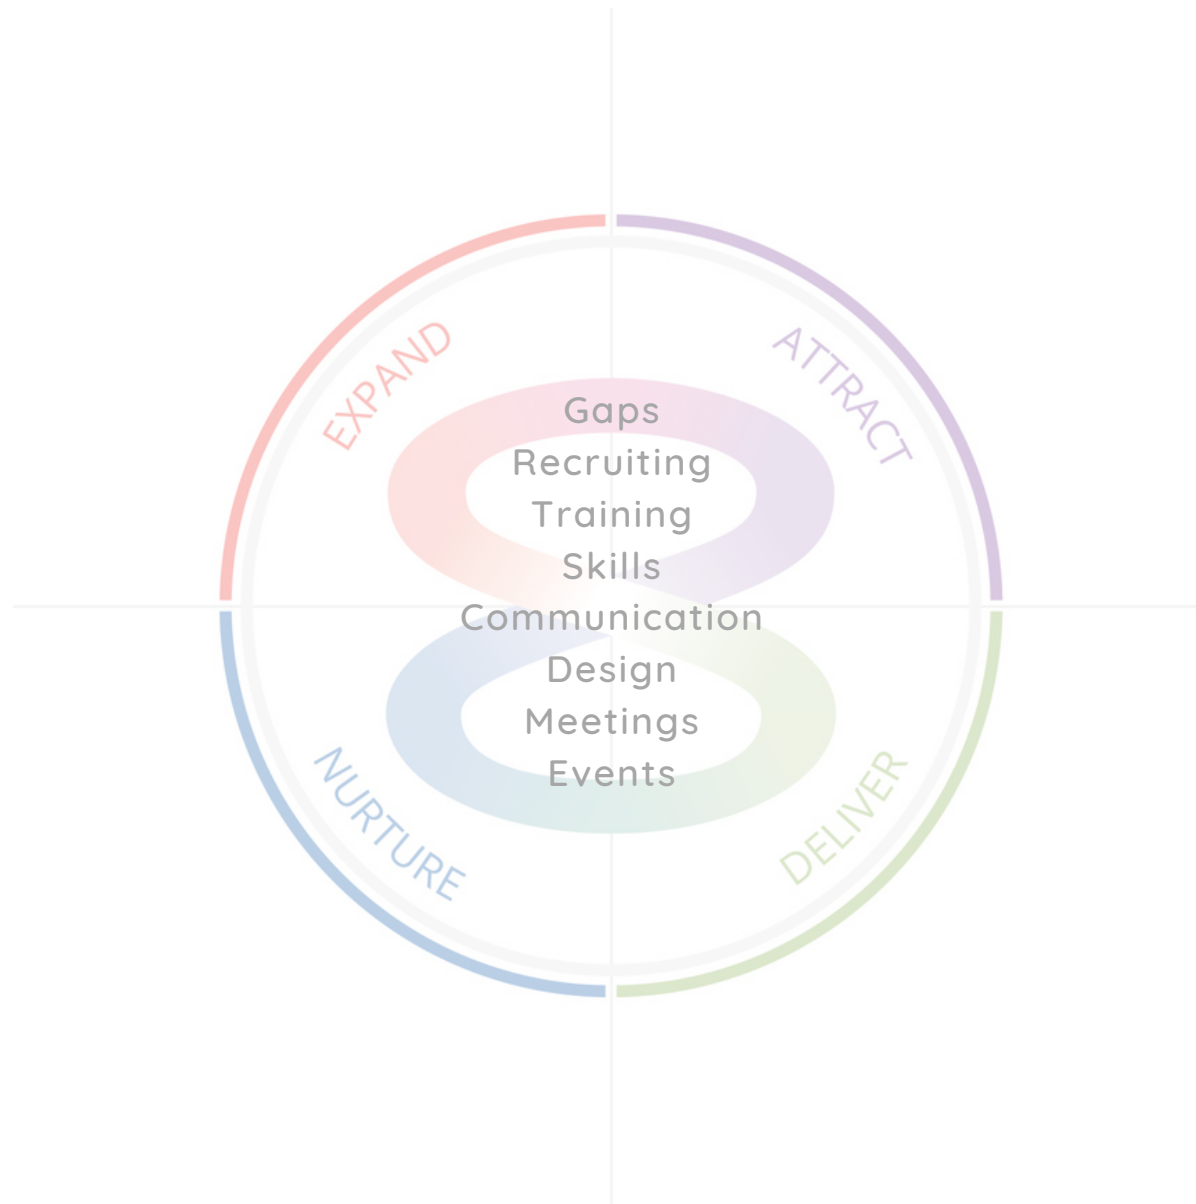 EXPAND
ATTRACT
Gaps
Recruiting
Training
Skills
Communication
Design
Meetings
Events
NURTURE
DELIVER